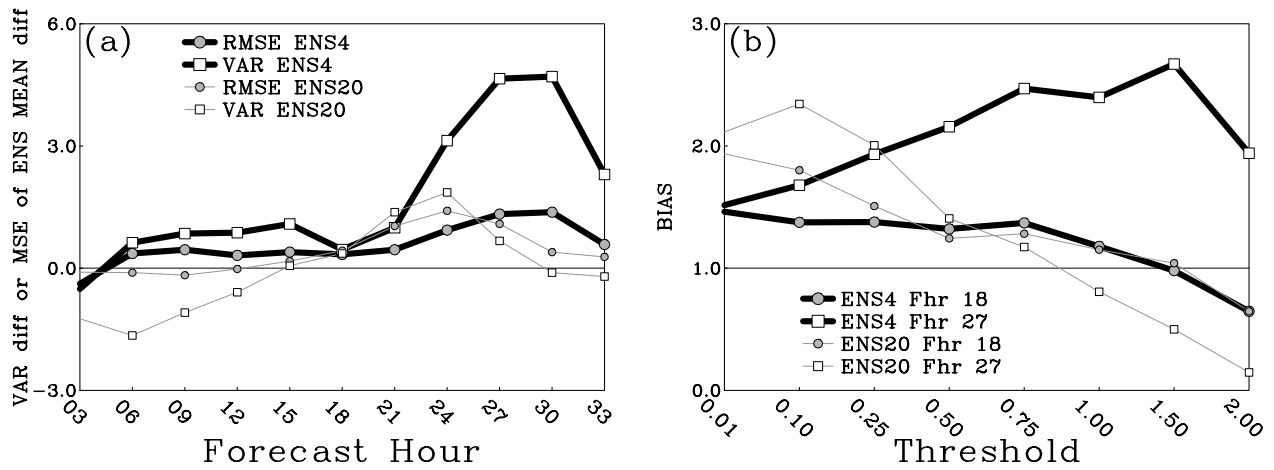 (a)
RMSE ENS4
VAR ENS4
RMSE ENS20
VAR ENS20
VAR diff or MSE of ENS MEAN diff
6.0
3.0
0.0
-3.0
03 06 09 12 15 18 21 24 27 30 33
Forecast Hour
(b)
BIAS
3.0
2.0
1.0
0.0
ENS4 Fhr 18
ENS4 Fhr 27
ENS20 Fhr 18
ENS20 Fhr 27
0.01 0.10 0.25 0.50 0.75 1.00 1.50 2.00
Threshold